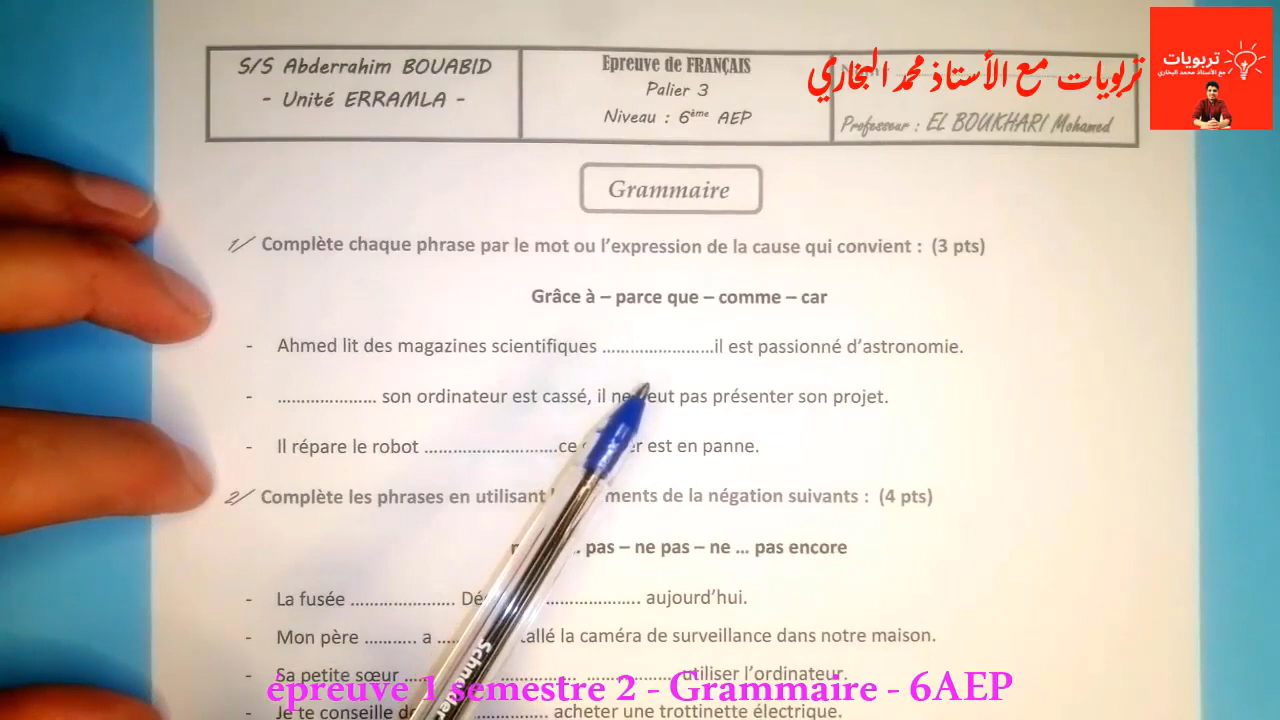 S/S Abderrahim BOUABID
- Unité ERRAMLA -
Epreuve de FRANÇAIS
Palier 3
Niveau : 6ème AEP
تربويات مع الأستاذ محمد البخاري
Professeur : EL BOUKHARI Mohamed
تربويات
مع الأستاذ محمد البخاري
Grammaire
1/ Complète chaque phrase par le mot ou l'expression de la cause qui convient : (3 pts)
Grâce à – parce que – comme – car
- Ahmed lit des magazines scientifiques ........................il est passionné d'astronomie.
- ..................... son ordinateur est cassé, il ne peut pas présenter son projet.
- Il répare le robot ............................ce est en panne.
2/ Complète les phrases en utilisant de la négation suivants : (4 pts)
pas – ne pas – ne … pas encore
- La fusée ...................... Dé ..................... aujourd'hui.
- Mon père ........... a ..... la caméra de surveillance dans notre maison.
- Sa petite sœur ..... utiliser l'ordinateur.
épreuve 1 semestre 2 - Grammaire - 6AEP
- Je te conseille ................ acheter une trottinette électrique.
Schneider